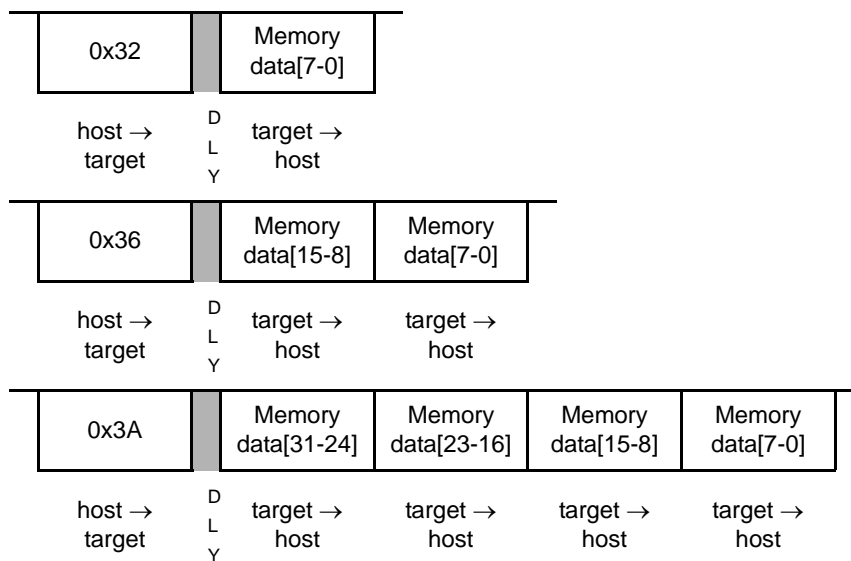 0x32 Memory
data[7-0]
host → D target →
target L host
Y
0x36 Memory Memory
data[15-8] data[7-0]
host → D target → target →
target L host host
Y
0x3A Memory Memory Memory Memory
data[31-24] data[23-16] data[15-8] data[7-0]
host → D target → target → target → target →
target L host host host host
Y